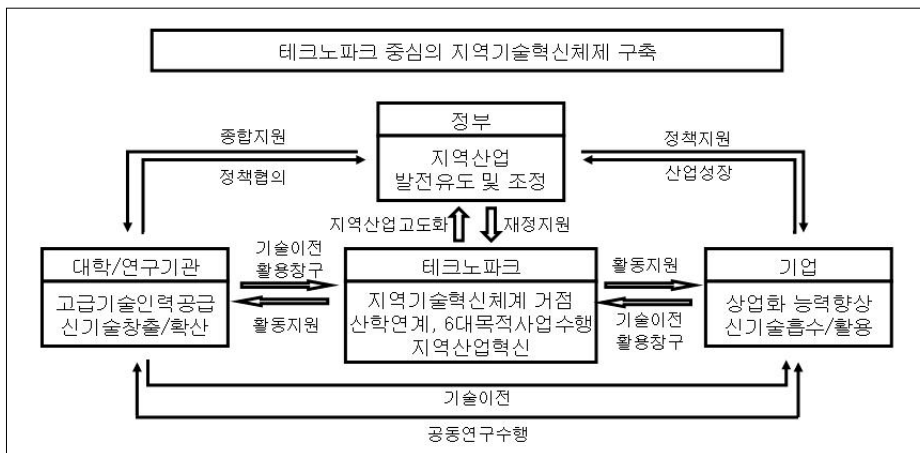 테크노파크 중심의 지역기술혁신체제 구축
정부
종합지원
정책지원
지역산업
발전유도 및 조정
정책협의
산업성장
지역산업고도화
재정지원
대학/연구기관
기술이전
활용창구
테크노파크
활동지원
기업
고급기술인력공급
신기술창출/확산
활동지원
지역기술혁신체계 거점
산학연계, 6대목적사업수행
지역산업혁신
기술이전
활용창구
상업화 능력향상
신기술흡수/활용
기술이전
공동연구수행